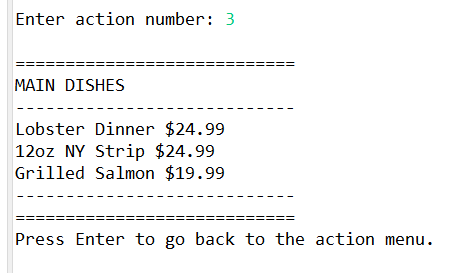 Enter action number: 3
============================
MAIN DISHES
----------------------------
Lobster Dinner $24.99
12oz NY Strip $24.99
Grilled Salmon $19.99
----------------------------
============================
Press Enter to go back to the action menu.